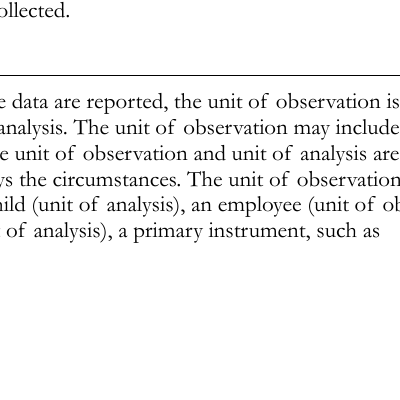 ollected.
e data are reported, the unit of observation is
analysis. The unit of observation may include
e unit of observation and unit of analysis are
ys the circumstances. The unit of observation
hild (unit of analysis), an employee (unit of ob
of analysis), a primary instrument, such as